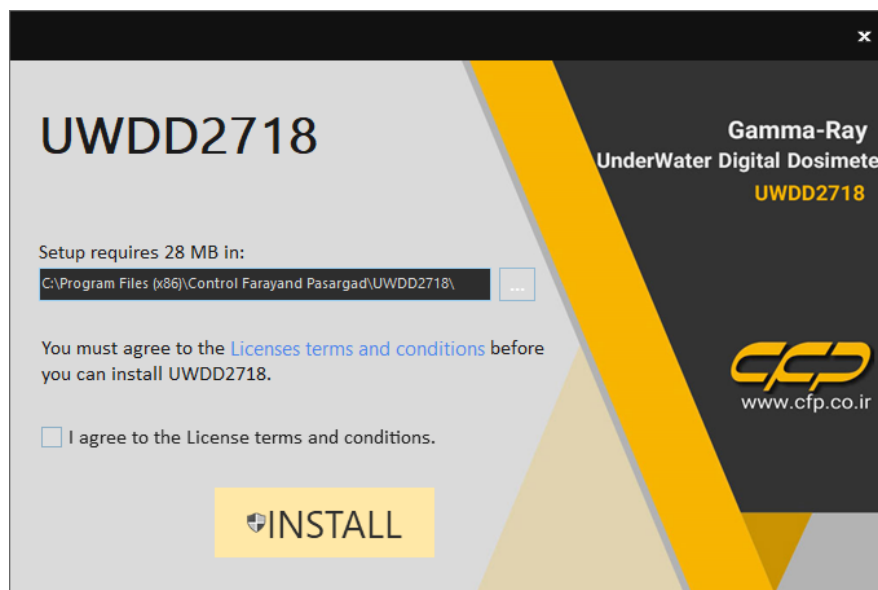 UWDD2718
Setup requires 28 MB in:
C:\Program Files (x86)\Control Farayand Pasargad\UWDD2718\
...
You must agree to the Licenses terms and conditions before
you can install UWDD2718.
I agree to the License terms and conditions.
INSTALL
Gamma-Ray
UnderWater Digital Dosimete
UWDD2718
cfp
www.cfp.co.ir